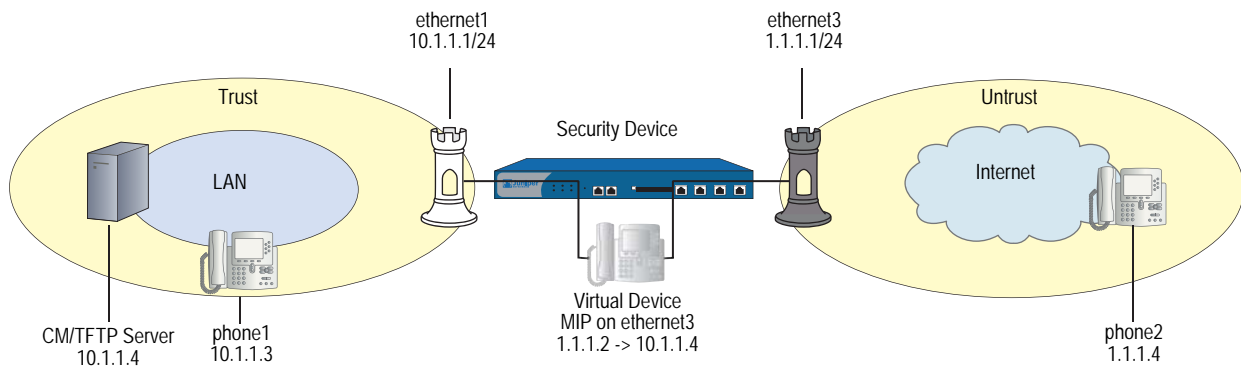 ethernet1
10.1.1.1/24
ethernet3
1.1.1.1/24
Trust
Untrust
Security Device
LAN
Internet
Virtual Device
MIP on ethernet3
1.1.1.2 -> 10.1.1.4
CM/TFTP Server
10.1.1.4
phone1
10.1.1.3
phone2
1.1.1.4